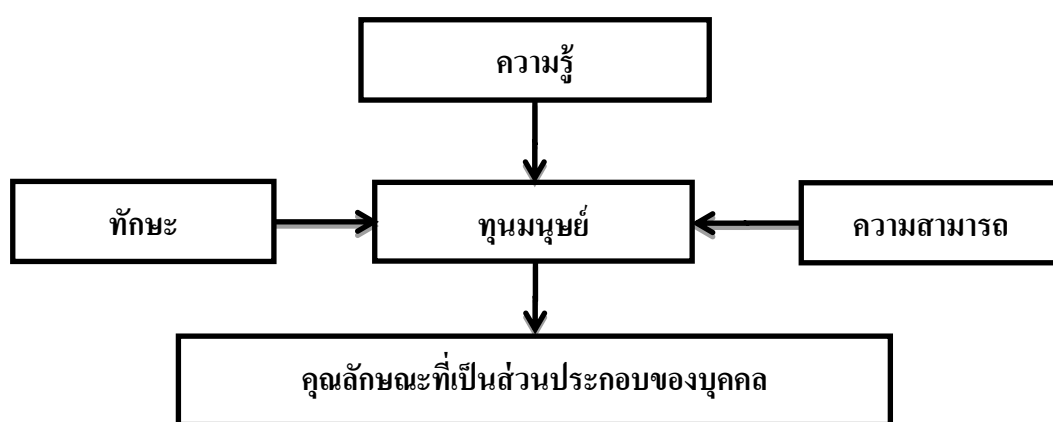 ความรู้
ทักษะ
ทุนมนุษย์
ความสามารถ
คุณลักษณะที่เป็นส่วนประกอบของบุคคล